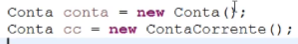 Conta conta = new Conta();
Conta cc = new ContaCorrente();